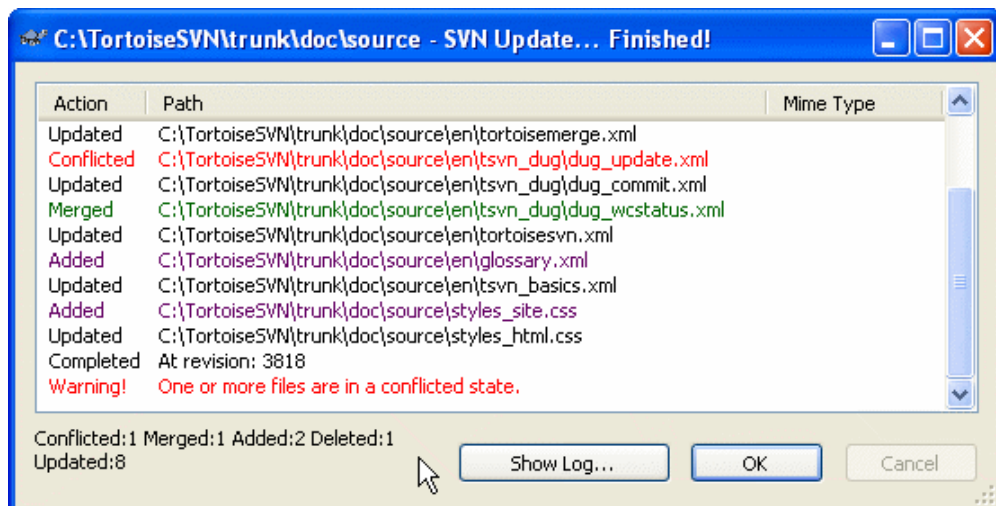 C:\TortoiseSVN\trunk\doc\source - SVN Update... Finished!
Action Path Mime Type
Updated C:\TortoiseSVN\trunk\doc\source\en\tortoisemerge.xml
Conflicted C:\TortoiseSVN\trunk\doc\source\en\tsvn_dug\dug_update.xml
Updated C:\TortoiseSVN\trunk\doc\source\en\tsvn_dug\dug_commit.xml
Merged C:\TortoiseSVN\trunk\doc\source\en\tsvn_dug\dug_wcstatus.xml
Updated C:\TortoiseSVN\trunk\doc\source\en\tortoisesvn.xml
Added C:\TortoiseSVN\trunk\doc\source\en\glossary.xml
Updated C:\TortoiseSVN\trunk\doc\source\en\tsvn_basics.xml
Added C:\TortoiseSVN\trunk\doc\source\styles_site.css
Updated C:\TortoiseSVN\trunk\doc\source\styles_html.css
Completed At revision: 3818
Warning! One or more files are in a conflicted state.
Conflicted:1 Merged:1 Added:2 Deleted:1
Updated:8
Show Log... OK Cancel